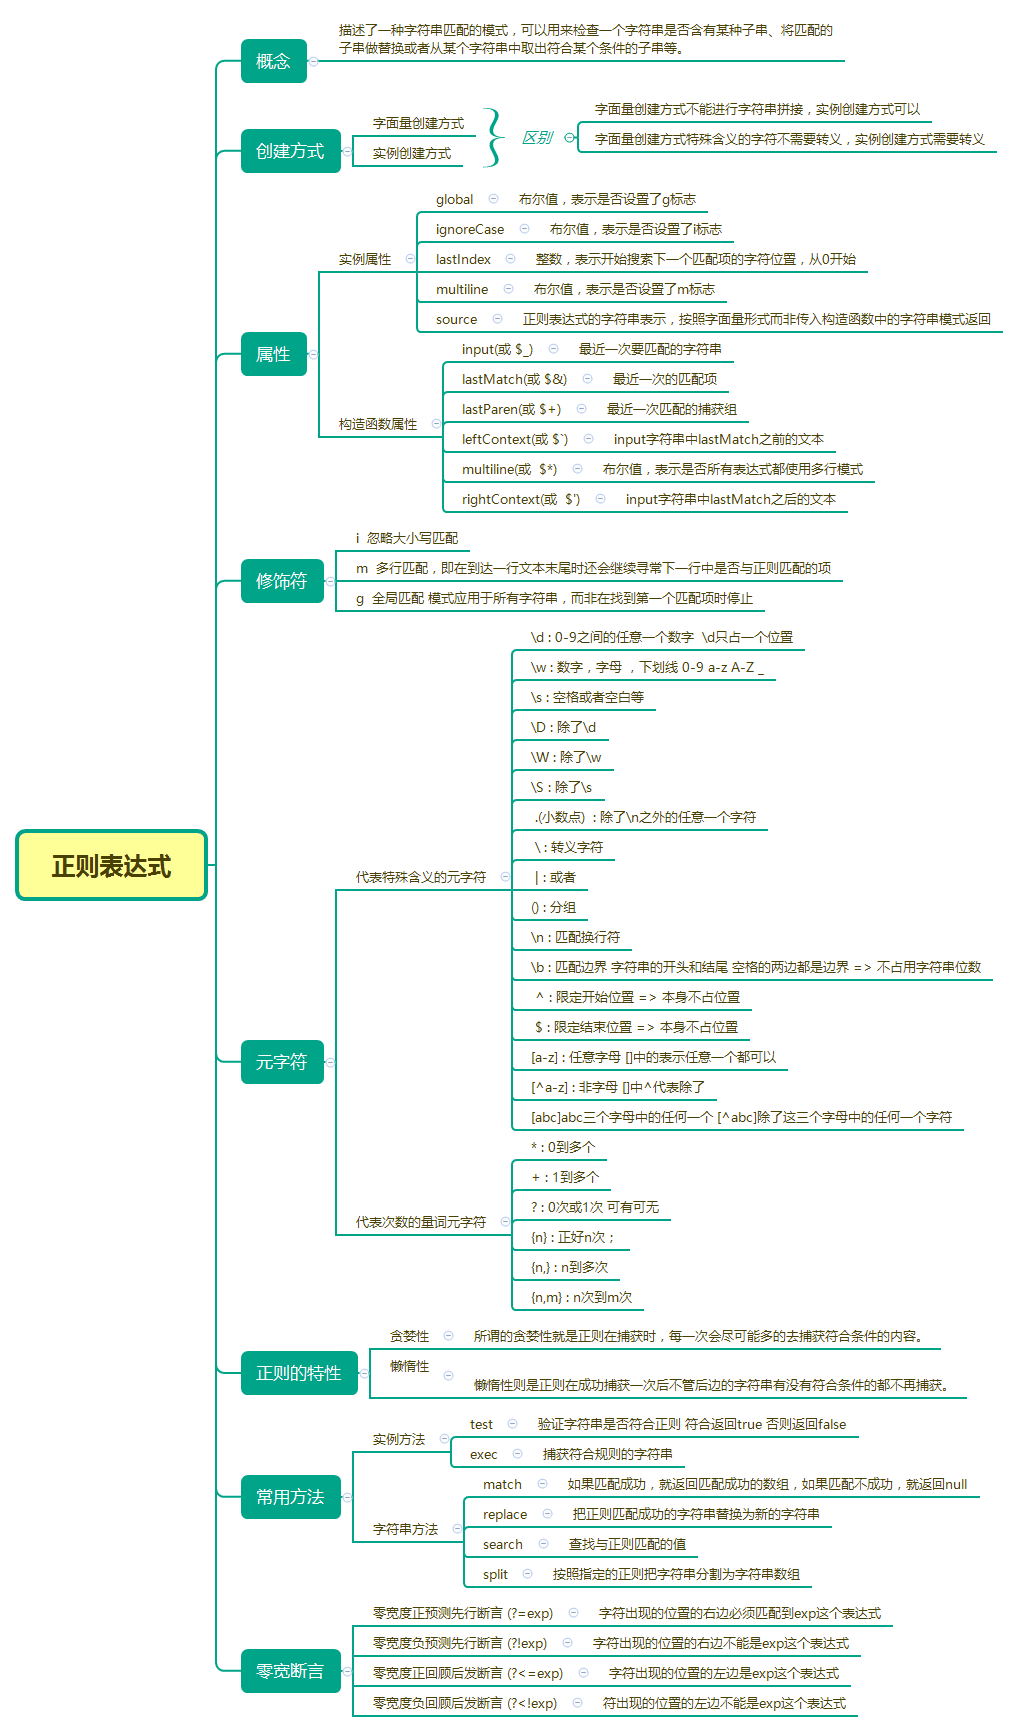 正则表达式
概念
描述了一种字符串匹配的模式，可以用来检查一个字符串是否含有某种子串、将匹配的
子串做替换或者从某个字符串中取出符合某个条件的子串等。
创建方式
字面量创建方式
实例创建方式
区别
字面量创建方式不能进行字符串拼接，实例创建方式可以
字面量创建方式特殊含义的字符不需要转义，实例创建方式需要转义
属性
实例属性
global 布尔值，表示是否设置了g标志
ignoreCase 布尔值，表示是否设置了i标志
lastIndex 整数，表示开始搜索下一个匹配项的字符位置，从0开始
multiline 布尔值，表示是否设置了m标志
source 正则表达式的字符串表示，按照字面量形式而非传入构造函数中的字符串模式返回
构造函数属性
input(或 $_) 最近一次要匹配的字符串
lastMatch(或 $&) 最近一次的匹配项
lastParen(或 $+) 最近一次匹配的捕获组
leftContext(或 $`) input字符串中lastMatch之前的文本
multiline(或 $*) 布尔值，表示是否所有表达式都使用多行模式
rightContext(或 $') input字符串中lastMatch之后的文本
修饰符
i 忽略大小写匹配
m 多行匹配，即在到达一行文本末尾时还会继续寻常下一行中是否与正则匹配的项
g 全局匹配 模式应用于所有字符串，而非在找到第一个匹配项时停止
元字符
代表特殊含义的元字符
\d : 0-9之间的任意一个数字 \d只占一个位置
\w : 数字，字母 ，下划线 0-9 a-z A-Z _
\s : 空格或者空白等
\D : 除了\d
\W : 除了\w
\S : 除了\s
.(小数点) : 除了\n之外的任意一个字符
\ : 转义字符
| : 或者
() : 分组
\n : 匹配换行符
\b : 匹配边界 字符串的开头和结尾 空格的两边都是边界 => 不占用字符串位数
^ : 限定开始位置 => 本身不占位置
$ : 限定结束位置 => 本身不占位置
[a-z] : 任意字母 []中的表示任意一个都可以
[^a-z] : 非字母 []中^代表除了
[abc]abc三个字母中的任何一个 [^abc]除了这三个字母中的任何一个字符
代表次数的量词元字符
* : 0到多个
+ : 1到多个
? : 0次或1次 可有可无
{n} : 正好n次；
{n,} : n到多次
{n,m} : n次到m次
正则的特性
贪婪性 所谓的贪婪性就是正则在捕获时，每一次会尽可能多的去捕获符合条件的内容。
懒惰性
懒惰性则是正则在成功捕获一次后不管后边的字符串有没有符合条件的都不再捕获。
常用方法
实例方法
test 验证字符串是否符合正则 符合返回true 否则返回false
exec 捕获符合规则的字符串
字符串方法
match 如果匹配成功，就返回匹配成功的数组，如果匹配不成功，就返回null
replace 把正则匹配成功的字符串替换为新的字符串
search 查找与正则匹配的值
split 按照指定的正则把字符串分割为字符串数组
零宽断言
零宽度正预测先行断言 (?=exp) 字符出现的位置的右边必须匹配到exp这个表达式
零宽度负预测先行断言 (?!exp) 字符出现的位置的右边不能是exp这个表达式
零宽度正回顾后发断言 (?<=exp) 字符出现的位置的左边是exp这个表达式
零宽度负回顾后发断言 (?<!exp) 符出现的位置的左边不能是exp这个表达式